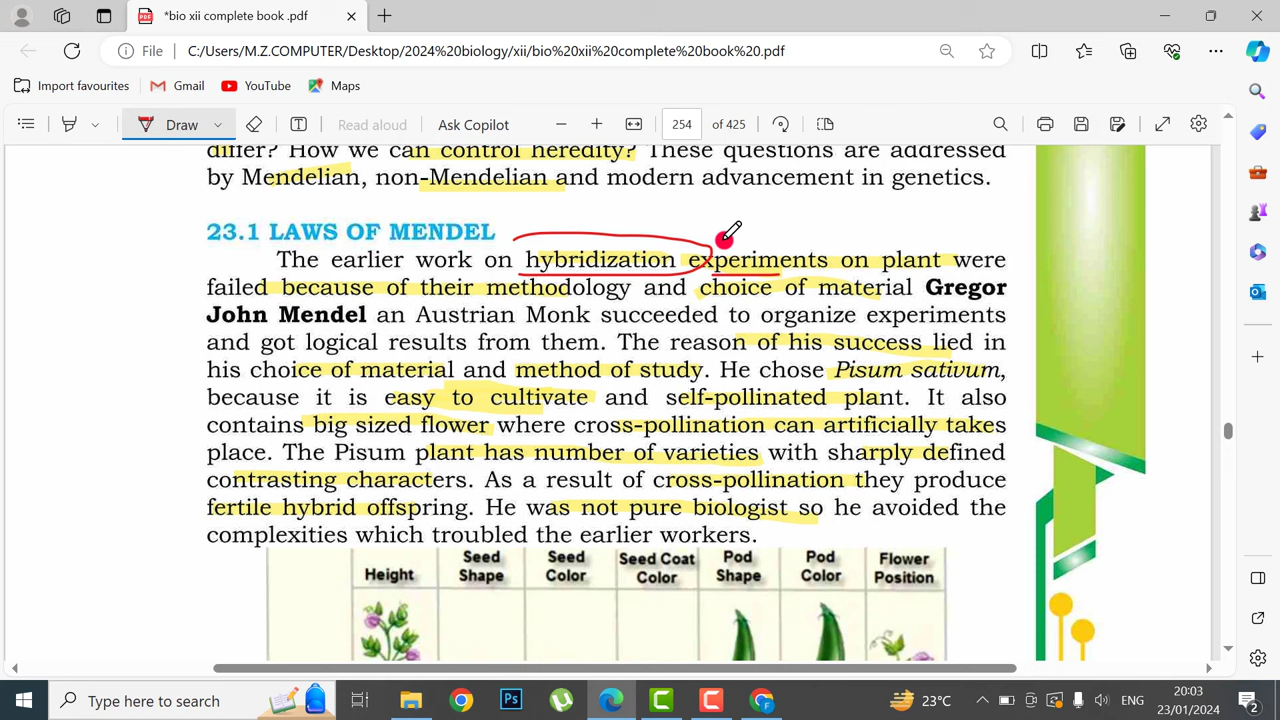 *bio xii complete book .pdf
File C:/Users/M.Z.COMPUTER/Desktop/2024%20biology/xii/bio%20xii%20complete%20book%20.pdf
Import favourites Gmail YouTube Maps
Draw Read aloud Ask Copilot 254 of 425
differ? How we can control heredity? These questions are addressed
by Mendelian, non-Mendelian and modern advancement in genetics.
23.1 LAWS OF MENDEL
The earlier work on hybridization experiments on plant were
failed because of their methodology and choice of material Gregor
John Mendel an Austrian Monk succeeded to organize experiments
and got logical results from them. The reason of his success lied in
his choice of material and method of study. He chose Pisum sativum,
because it is easy to cultivate and self-pollinated plant. It also
contains big sized flower where cross-pollination can artificially takes
place. The Pisum plant has number of varieties with sharply defined
contrasting characters. As a result of cross-pollination they produce
fertile hybrid offspring. He was not pure biologist so he avoided the
complexities which troubled the earlier workers.
Height Seed Shape Seed Color Seed Coat Color Pod Shape Pod Color Flower Position
Type here to search 23°C ENG 20:03
23/01/2024 2